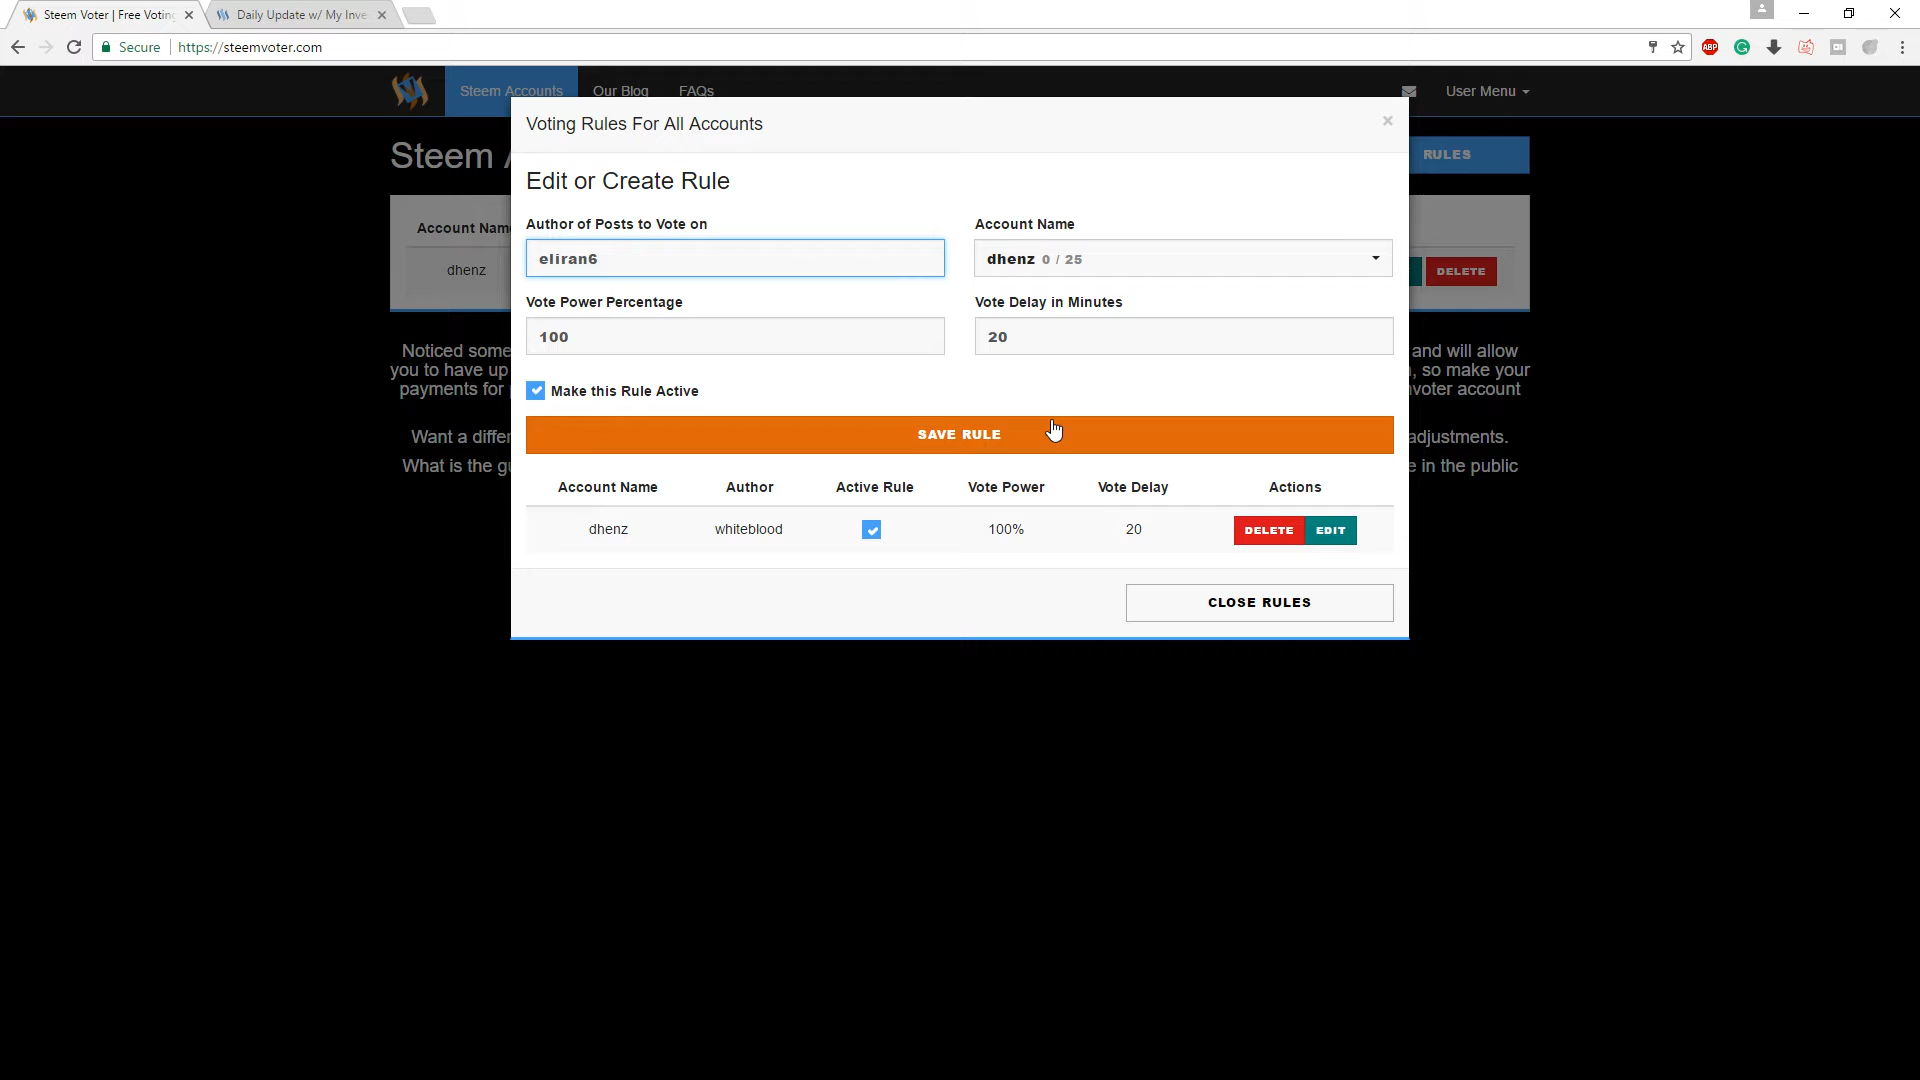 Steem Voter | Free Voting
Daily Update w/ My Inve
Secure
https://steemvoter.com
ABP
Steem Accounts
Our Blog
FAQs
User Menu
Voting Rules For All Accounts
×
Steem
RULES
Edit or Create Rule
Author of Posts to Vote on
Account Name
Account Nam
eliran6
dhenz 0 / 25
dhenz
DELETE
Vote Power Percentage
Vote Delay in Minutes
100
20
Noticed some
and will allow
you to have up
, so make your
payments for
voter account
Make this Rule Active
SAVE RULE
Want a differ
adjustments.
What is the gu
e in the public
Account Name
Author
Active Rule
Vote Power
Vote Delay
Actions
dhenz
whiteblood
100%
20
DELETE
EDIT
CLOSE RULES